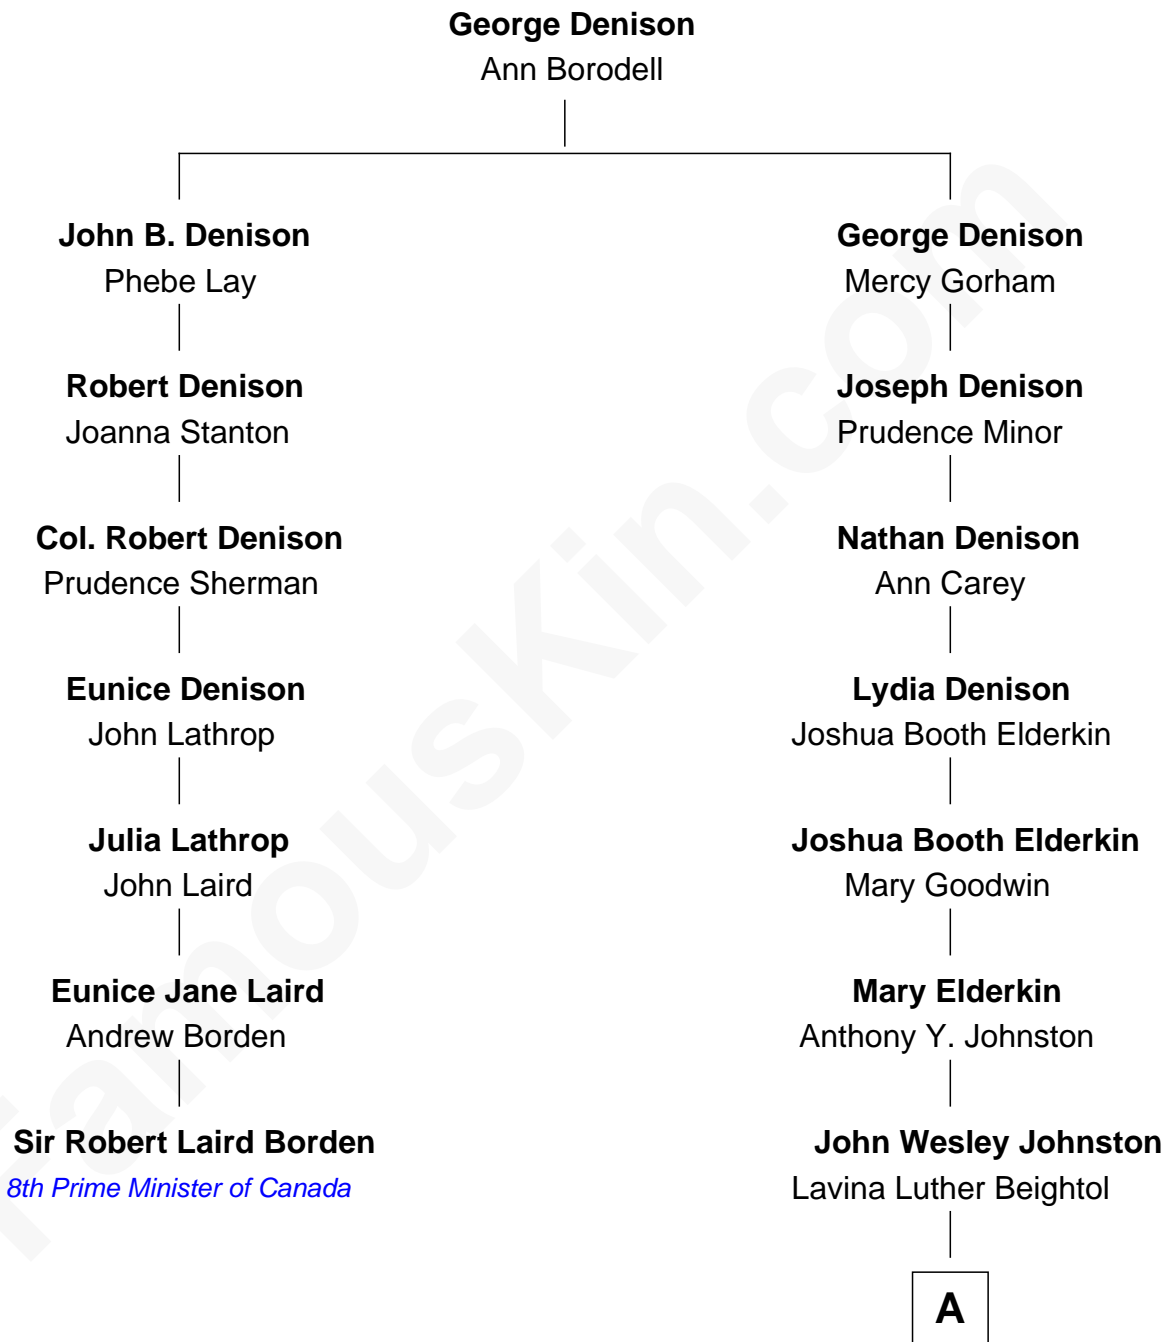 George Denison
Ann Borodell
John B. Denison
Phebe Lay
George Denison
Mercy Gorham
Robert Denison
Joanna Stanton
Joseph Denison
Prudence Minor
Col. Robert Denison
Prudence Sherman
Nathan Denison
Ann Carey
Eunice Denison
John Lathrop
Lydia Denison
Joshua Booth Elderkin
Julia Lathrop
John Laird
Joshua Booth Elderkin
Mary Goodwin
Eunice Jane Laird
Andrew Borden
Mary Elderkin
Anthony Y. Johnston
Sir Robert Laird Borden
8th Prime Minister of Canada
John Wesley Johnston
Lavina Luther Beightol
A
FamousKin.com